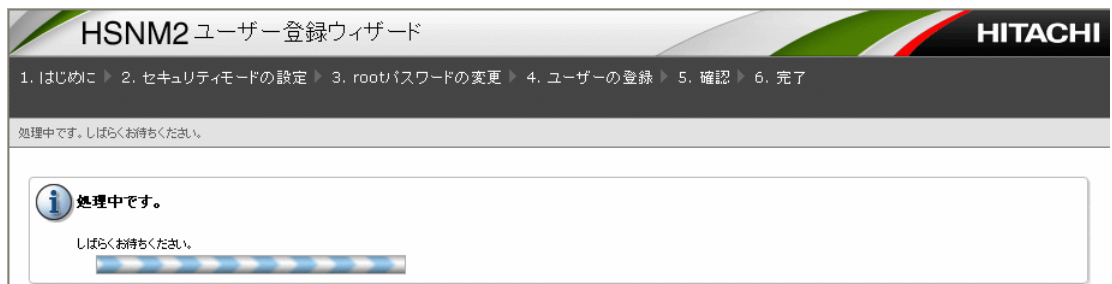 HSNM2 ユーザー登録ウィザード
HITACHI
1. はじめに 2. セキュリティモードの設定 3. rootパスワードの変更 4. ユーザーの登録 5. 確認 6. 完了
処理中です。しばらくお待ちください。
処理中です。
しばらくお待ちください。